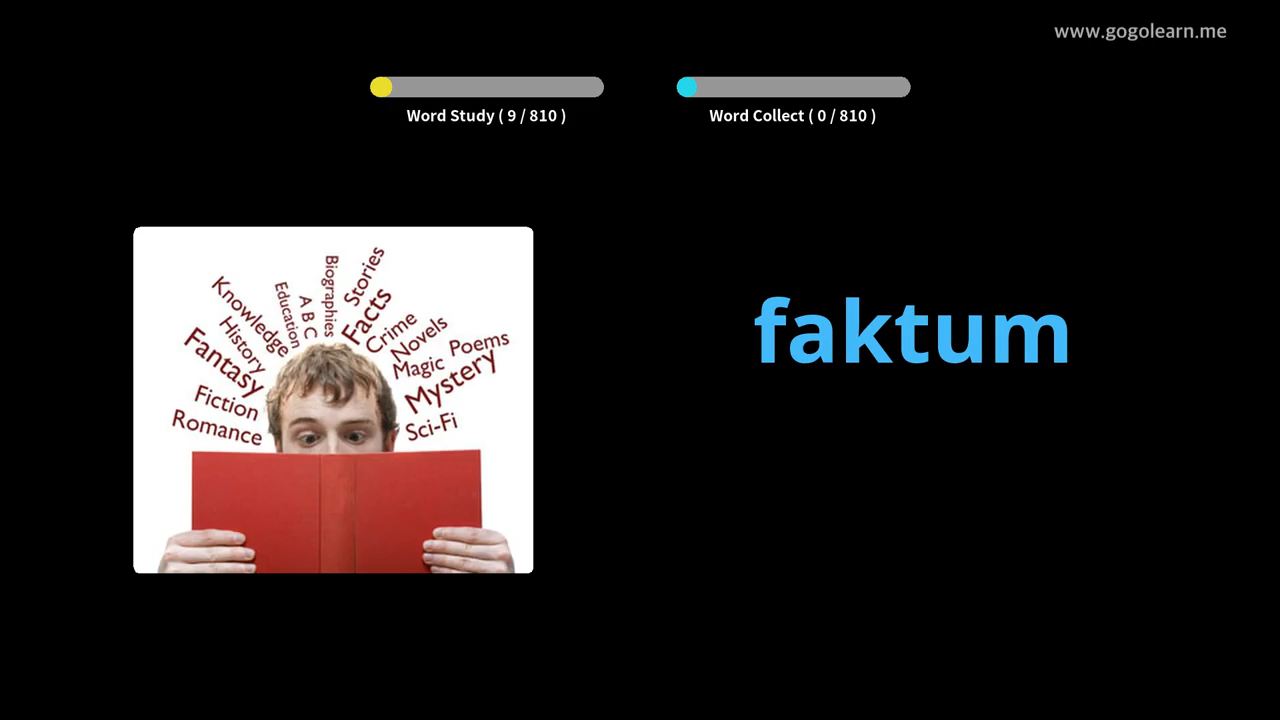 www.gogolearn.me
Word Study ( 9 / 810 )
Word Collect ( 0 / 810 )
Biographies
Stories
Knowledge
Education
A B C
Facts
History
Crime
Novels
Fantasy
Magic
Poems
Mystery
Fiction
Romance
Sci-Fi
faktum